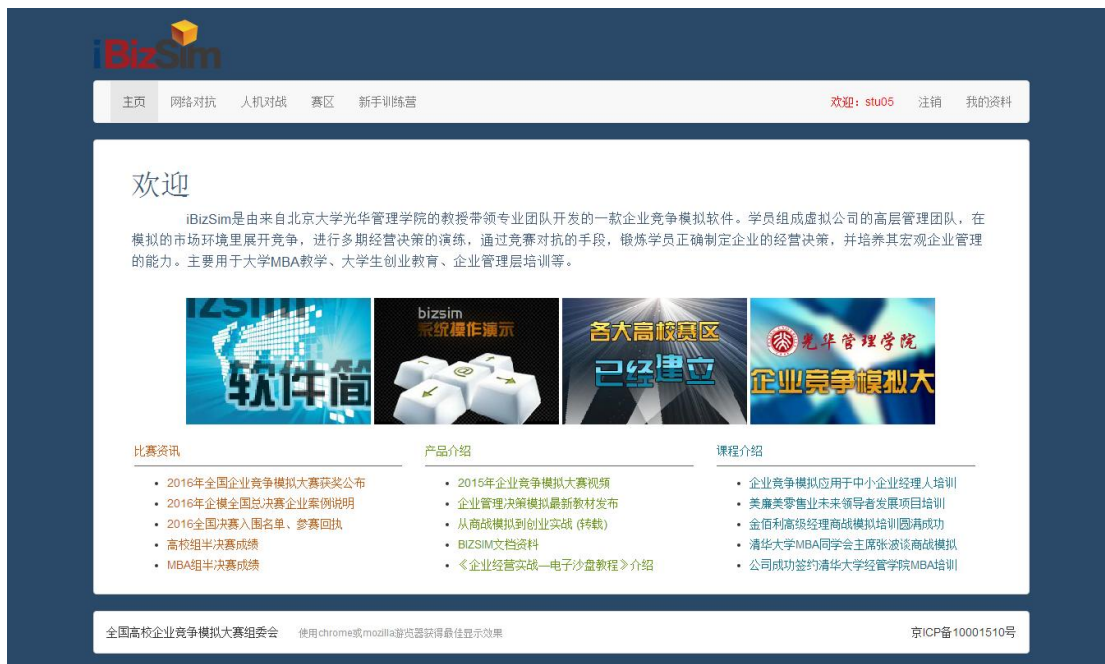 iBizSim
主页 网络对抗 人机对战 赛区 新手训练营 欢迎：stu05 注销 我的资料
欢迎
iBizSim是由来自北京大学光华管理学院的教授带领专业团队开发的一款企业竞争模拟软件。学员组成虚拟公司的高层管理团队，在
模拟的市场环境里展开竞争，进行多期经营决策的演练，通过竞赛对抗的手段，锻炼学员正确制定企业的经营决策，并培养其宏观企业管理
的能力。主要用于大学MBA教学、大学生创业教育、企业管理层培训等。
IZSIM
软件简
bizsim
系统操作演示
@
各大高校赛区
已经建立
光华管理学院
企业竞争模拟大
比赛资讯
2016年全国企业竞争模拟大赛获奖公布
2016年企模全国总决赛企业案例说明
2016全国决赛入围名单、参赛回执
高校组半决赛成绩
MBA组半决赛成绩
产品介绍
2015年企业竞争模拟大赛视频
企业管理决策模拟最新教材发布
从商战模拟到创业实战 (转载)
BIZSIM文档资料
《企业经营实战—电子沙盘教程》介绍
课程介绍
企业竞争模拟应用于中小企业经理人培训
美廉美零售业未来领导者发展项目培训
金佰利高级经理商战模拟培训圆满成功
清华大学MBA同学会主席张波谈商战模拟
公司成功签约清华大学经管学院MBA培训
全国高校企业竞争模拟大赛组委会 使用chrome或mozilla游览器获得最佳显示效果 京ICP备10001510号